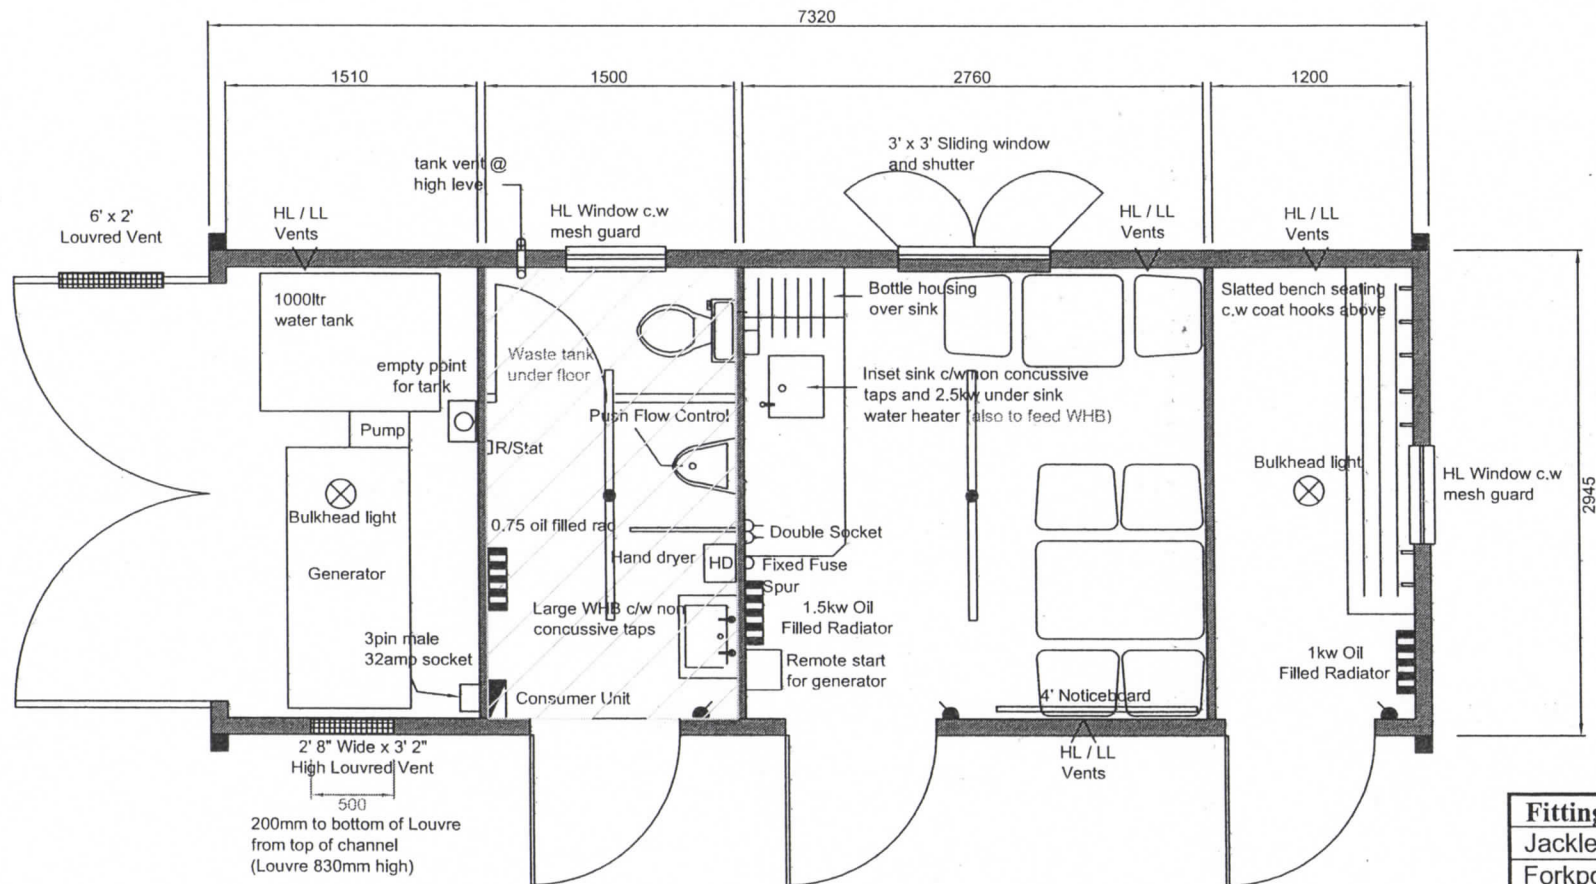 7320
1510
1500
2760
1200
3' x 3' Sliding window
and shutter
tank vent @
high level
6' x 2'
Louvred Vent
HL / LL
Vents
HL Window c.w
mesh guard
HL / LL
Vents
HL / LL
Vents
1000ltr
water tank
Bottle housing
over sink
Slatted bench seating
c.w coat hooks above
Waste tank
under floor
empty point
for tank
Inset sink c/w non concussive
taps and 2.5kw under sink
water heater (also to feed WHB)
Pump
Push Flow Control
R/Stat
Bulkhead light
HL Window c.w
mesh guard
2945
Bulkhead light
0.75 oil filled rad
Double Socket
Hand dryer
HD
Fixed Fuse
Spur
Generator
Large WHB c/w non
concussive taps
1.5kw Oil
Filled Radiator
3pin male
32amp socket
Remote start
for generator
1kw Oil
Filled Radiator
Consumer Unit
4' Noticeboard
2' 8" Wide x 3' 2"
High Louvred Vent
HL / LL
Vents
500
200mm to bottom of Louvre
from top of channel
(Louvre 830mm high)
Fitting
Jackle
Forkpo